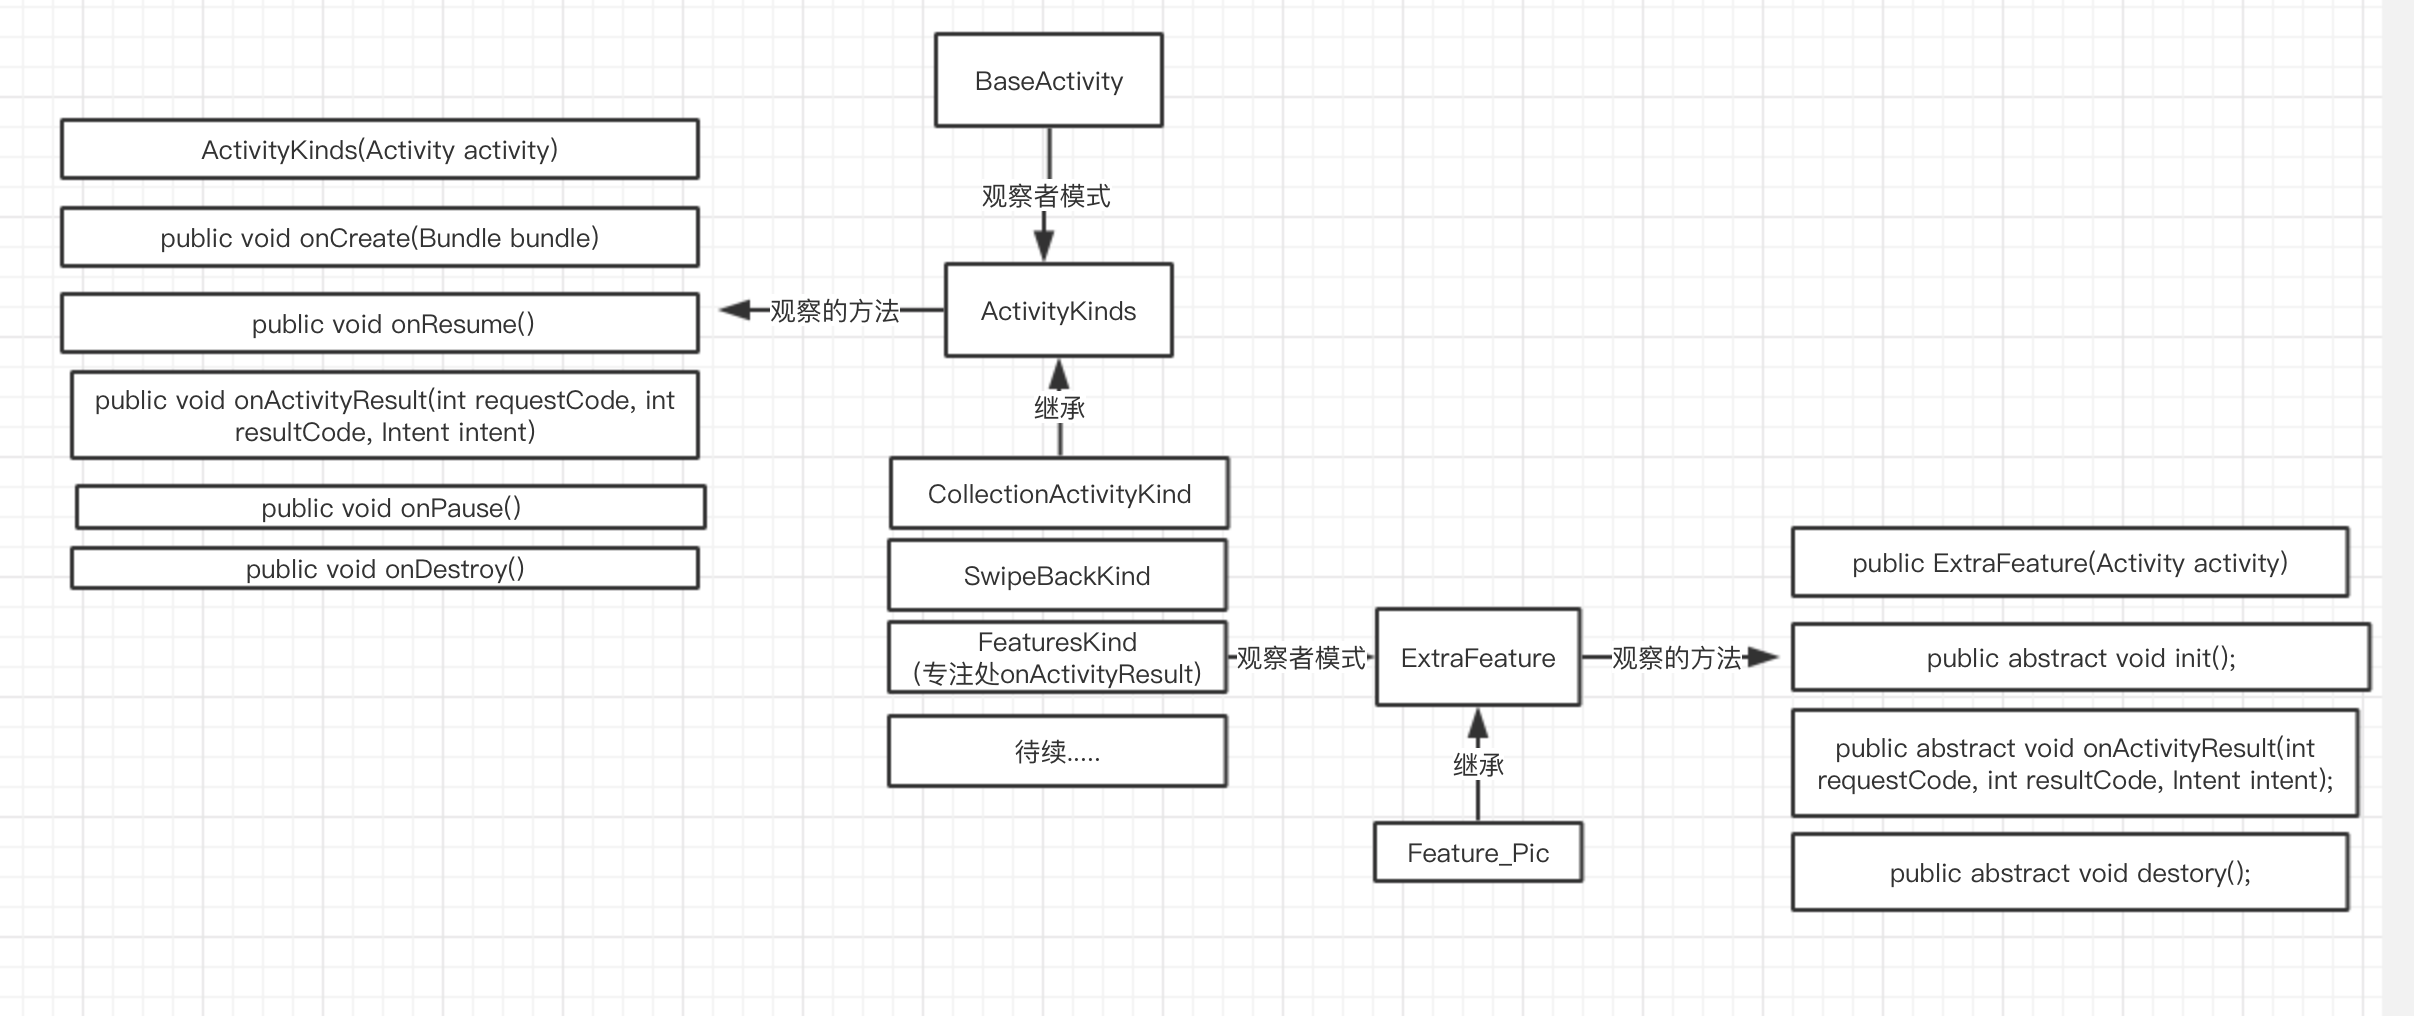 BaseActivity
观察者模式
ActivityKinds(Activity activity)
public void onCreate(Bundle bundle)
public void onResume()
public void onActivityResult(int requestCode, int
resultCode, Intent intent)
public void onPause()
public void onDestroy()
观察的方法
ActivityKinds
继承
CollectionActivityKind
SwipeBackKind
FeaturesKind
(专注处onActivityResult)
待续.....
观察者模式
ExtraFeature
观察的方法
继承
Feature_Pic
public ExtraFeature(Activity activity)
public abstract void init();
public abstract void onActivityResult(int
requestCode, int resultCode, Intent intent);
public abstract void destory();